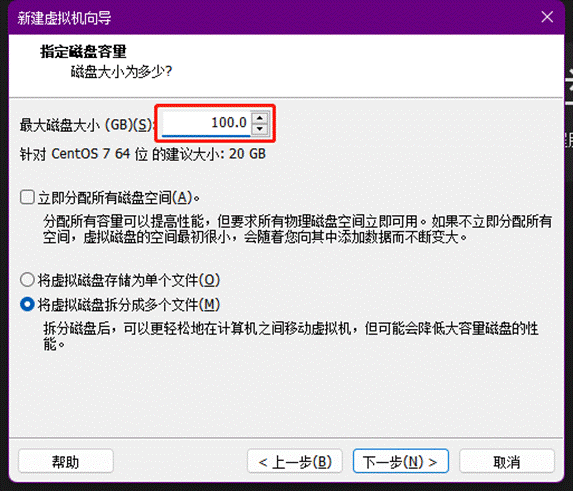 新建虚拟机向导
指定磁盘容量
磁盘大小为多少?
最大磁盘大小 (GB)(S): 100.0
针对 CentOS 7 64 位 的建议大小: 20 GB
立即分配所有磁盘空间(A)。
分配所有容量可以提高性能，但要求所有物理磁盘空间立即可用。如果不立即分配所有
空间，虚拟磁盘的空间最初很小，会随着您向其中添加数据而不断变大。
将虚拟磁盘存储为单个文件(O)
将虚拟磁盘拆分成多个文件(M)
拆分磁盘后，可以更轻松地在计算机之间移动虚拟机，但可能会降低大容量磁盘的性
能。
帮助 < 上一步(B) 下一步(N) > 取消